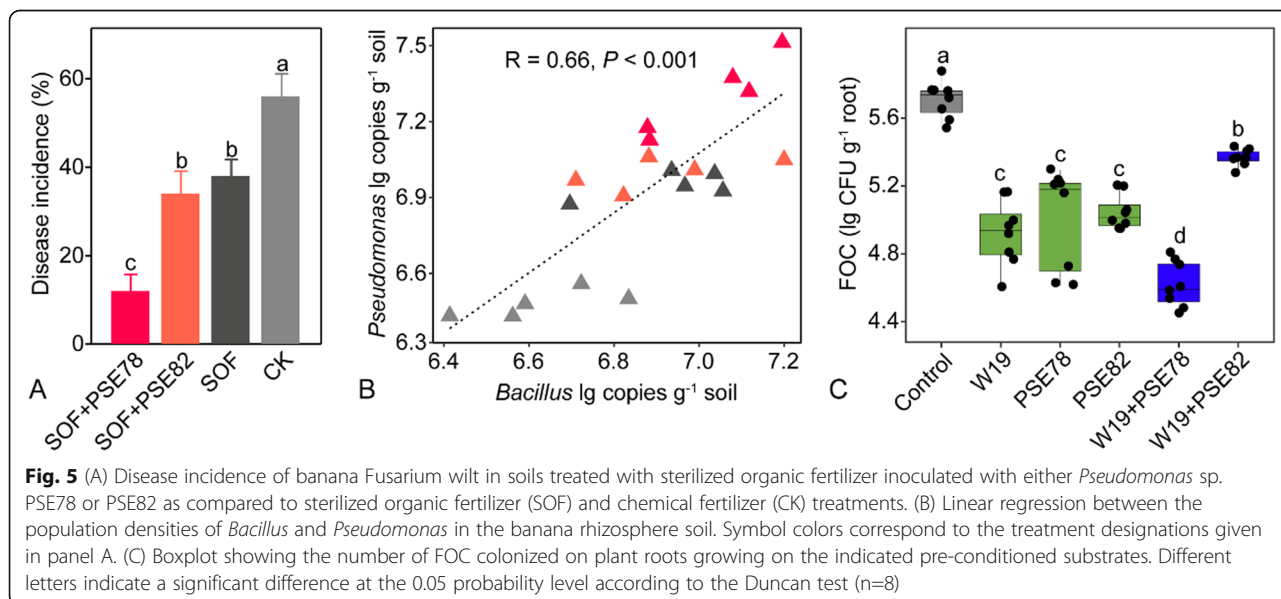 60
40
20
0
Disease incidence (%)
c
b
b
a
A
SOF+PSE78
SOF+PSE82
SOF
CK
B
7.5
7.2
6.9
6.6
6.3
Pseudomonas lg copies g⁻¹ soil
R = 0.66, P < 0.001
6.4 6.6 6.8 7.0 7.2
Bacillus lg copies g⁻¹ soil
C
5.6
5.2
4.8
4.4
FOC (lg CFU g⁻¹ root)
a
c
c
c
d
b
Control
W19
PSE78
PSE82
W19+PSE78
W19+PSE82
Fig. 5 (A) Disease incidence of banana Fusarium wilt in soils treated with sterilized organic fertilizer inoculated with either Pseudomonas sp.
PSE78 or PSE82 as compared to sterilized organic fertilizer (SOF) and chemical fertilizer (CK) treatments. (B) Linear regression between the
population densities of Bacillus and Pseudomonas in the banana rhizosphere soil. Symbol colors correspond to the treatment designations given
in panel A. (C) Boxplot showing the number of FOC colonized on plant roots growing on the indicated pre-conditioned substrates. Different
letters indicate a significant difference at the 0.05 probability level according to the Duncan test (n=8)